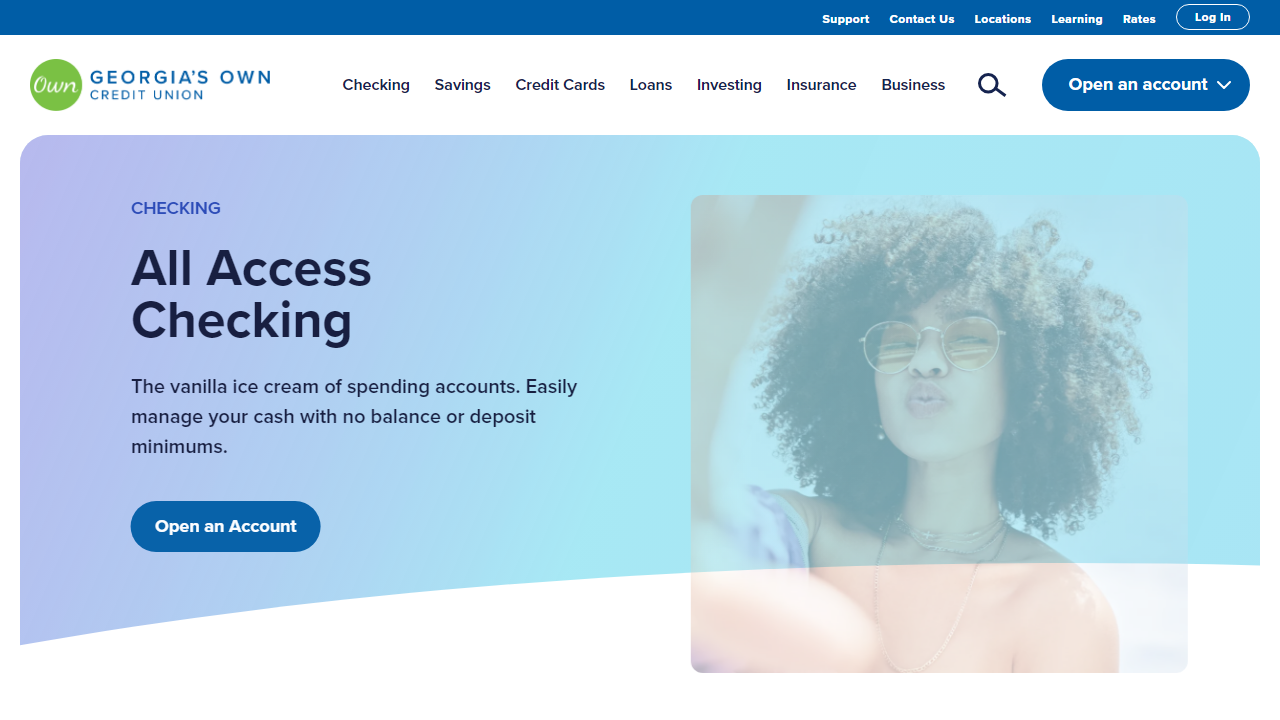 Support Contact Us Locations Learning Rates Log In
Own GEORGIA'S OWN
CREDIT UNION
Checking Savings Credit Cards Loans Investing Insurance Business
Open an account
CHECKING
All Access
Checking
The vanilla ice cream of spending accounts. Easily
manage your cash with no balance or deposit
minimums.
Open an Account